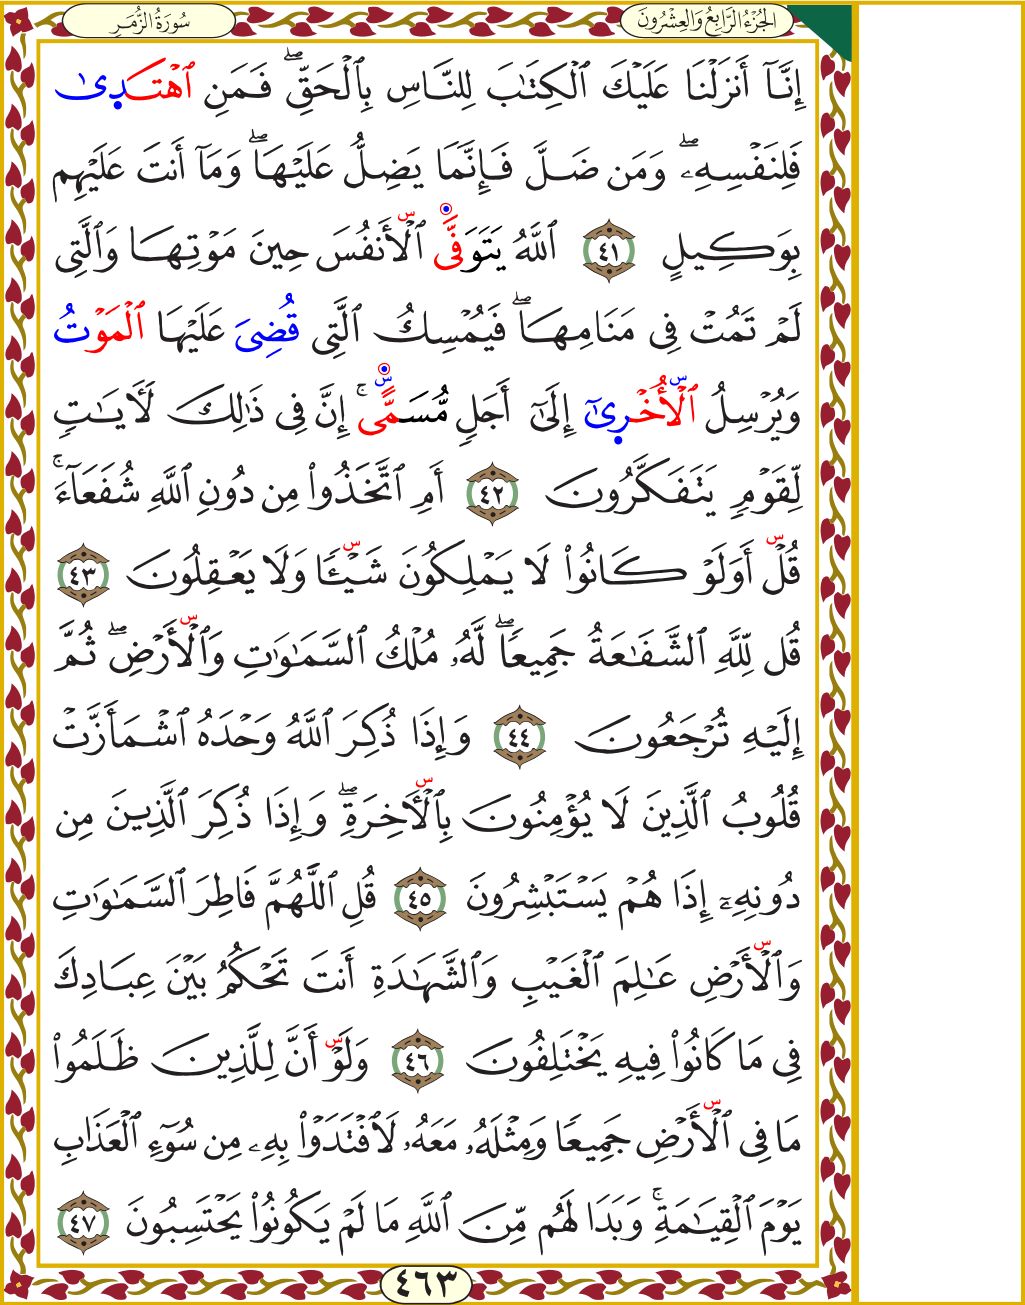 الجُزْءُ الرَّابِعُ وَالعِشْرُونَ
سُورَةُ الزُّمَرِ
إِنَّآ أَنزَلۡنَا عَلَيۡكَ ٱلۡكِتَٰبَ لِلنَّاسِ بِٱلۡحَقِّۖ فَمَنِ ٱهۡتَدٜىٰ
فَلِنَفۡسِهِۦۖ وَمَن ضَلَّ فَإِنَّمَا يَضِلُّ عَلَيۡهَاۖ وَمَآ أَنتَ عَلَيۡهِم
بِوَكِيلٍ ٤١ ٱللَّهُ يَتَوَفَّى ٱلۡأَنفُسَ حِينَ مَوۡتِهَا وَٱلَّتِي
لَمۡ تَمُتۡ فِي مَنَامِهَاۖ فَيُمۡسِكُ ٱلَّتِي قُضِيَ عَلَيۡهَا ٱلۡمَوۡتُ
وَيُرۡسِلُ ٱلۡأُخۡرٜىٰٓ إِلَىٰٓ أَجَلٖ مُّسَمًّىۚ إِنَّ فِي ذَٰلِكَ لَأٓيَٰتٖ
لِّقَوۡمٖ يَتَفَكَّرُونَ ٤٢ أَمِ ٱتَّخَذُواْ مِن دُونِ ٱللَّهِ شُفَعَآءَۚ
قُلۡ أَوَلَوۡ كَانُواْ لَا يَمۡلِكُونَ شَيۡـٔٗا وَلَا يَعۡقِلُونَ ٤٣
قُل لِّلَّهِ ٱلشَّفَٰعَةُ جَمِيعٗاۖ لَّهُۥ مُلۡكُ ٱلسَّمَٰوَٰتِ وَٱلۡأَرۡضِۖ ثُمَّ
إِلَيۡهِ تُرۡجَعُونَ ٤٤ وَإِذَا ذُكِرَ ٱللَّهُ وَحۡدَهُ ٱشۡمَأَزَّتۡ
قُلُوبُ ٱلَّذِينَ لَا يُؤۡمِنُونَ بِٱلۡأٓخِرَةِۖ وَإِذَا ذُكِرَ ٱلَّذِينَ مِن
دُونِهِۦٓ إِذَا هُمۡ يَسۡتَبۡشِرُونَ ٤٥ قُلِ ٱللَّهُمَّ فَاطِرَ ٱلسَّمَٰوَٰتِ
وَٱلۡأَرۡضِ عَٰلِمَ ٱلۡغَيۡبِ وَٱلشَّهَٰدَةِ أَنتَ تَحۡكُمُ بَيۡنَ عِبَادِكَ
فِي مَا كَانُواْ فِيهِ يَخۡتَلِفُونَ ٤٦ وَلَوۡ أَنَّ لِلَّذِينَ ظَلَمُواْ
مَا فِي ٱلۡأَرۡضِ جَمِيعٗا وَمِثۡلَهُۥ مَعَهُۥ لَٱفۡتَدَوۡاْ بِهِۦ مِن سُوٓءِ ٱلۡعَذَابِ
يَوۡمَ ٱلۡقِيَٰمَةِۚ وَبَدَا لَهُم مِّنَ ٱللَّهِ مَا لَمۡ يَكُونُواْ يَحۡتَسِبُونَ ٤٧
٤٦٣